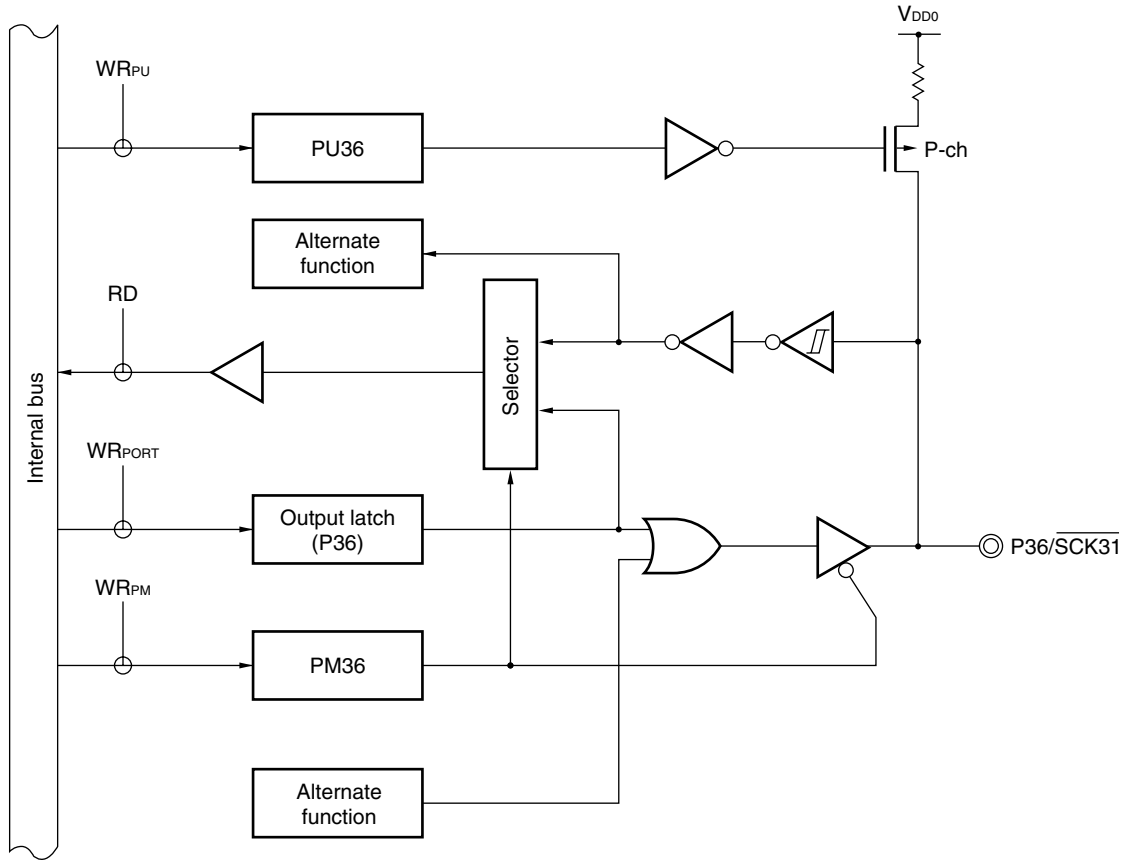 VDD0
WRPU
PU36
P-ch
Alternate
function
RD
Selector
Internal bus
WRPORT
Output latch
(P36)
P36/SCK31
WRPM
PM36
Alternate
function